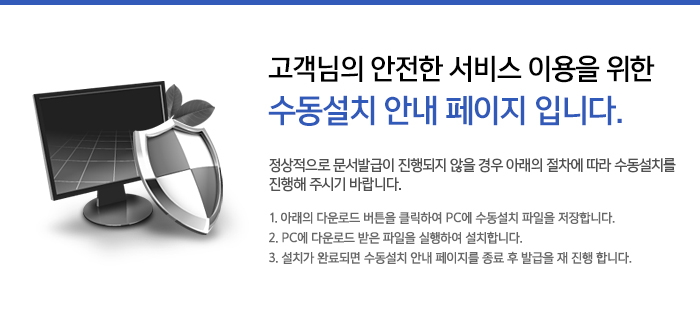 고객님의 안전한 서비스 이용을 위한
수동설치 안내 페이지 입니다.
정상적으로 문서발급이 진행되지 않을 경우 아래의 절차에 따라 수동설치를
진행해 주시기 바랍니다.
1. 아래의 다운로드 버튼을 클릭하여 PC에 수동설치 파일을 저장합니다.
2. PC에 다운로드 받은 파일을 실행하여 설치합니다.
3. 설치가 완료되면 수동설치 안내 페이지를 종료 후 발급을 재 진행 합니다.